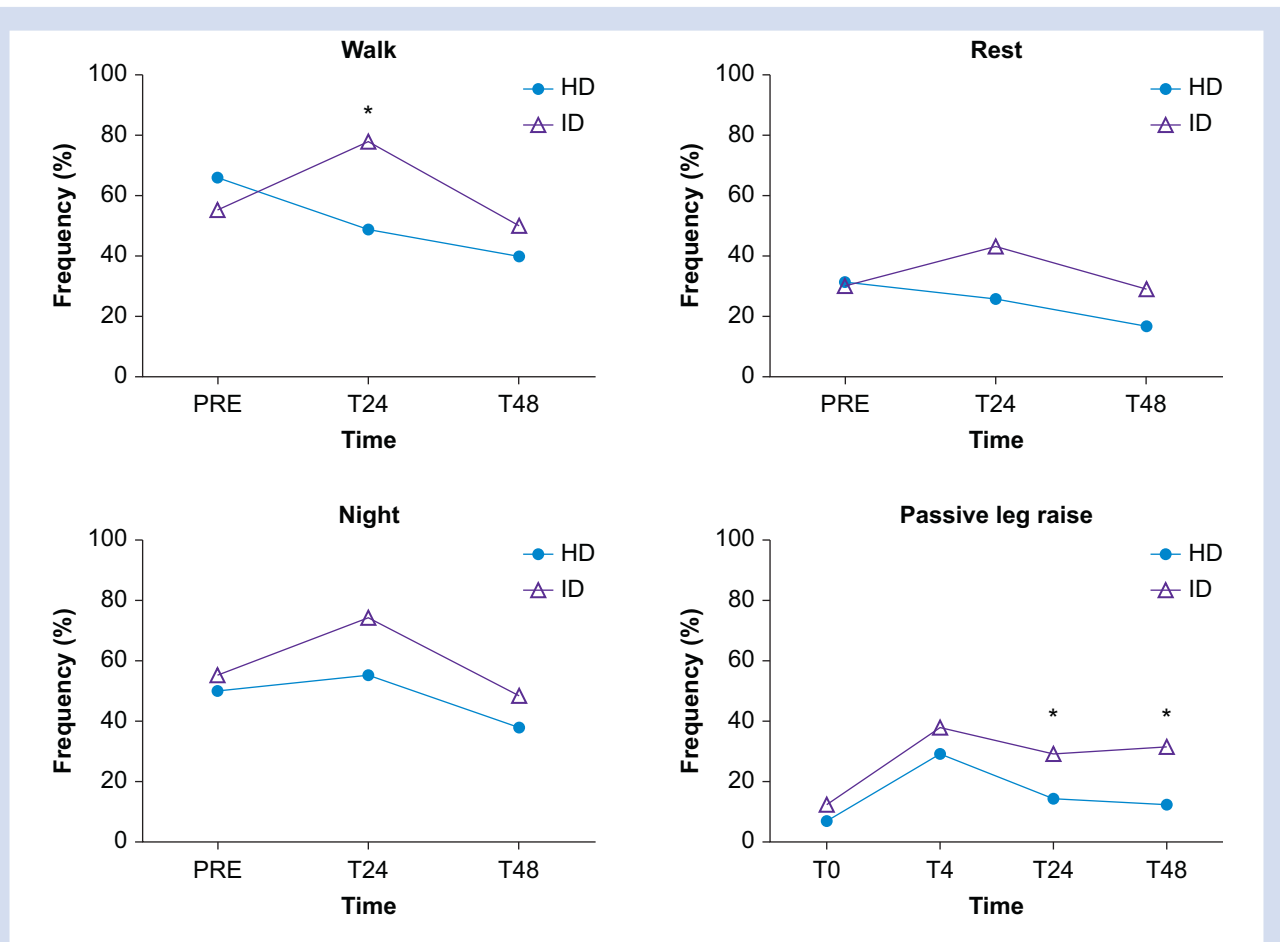 Walk
100
80
60
40
20
0
Frequency (%)
*
HD
ID
PRE T24 T48
Time
Rest
100
80
60
40
20
0
Frequency (%)
HD
ID
PRE T24 T48
Time
Night
100
80
60
40
20
0
Frequency (%)
HD
ID
PRE T24 T48
Time
Passive leg raise
100
80
60
40
20
0
Frequency (%)
* *
HD
ID
T0 T4 T24 T48
Time